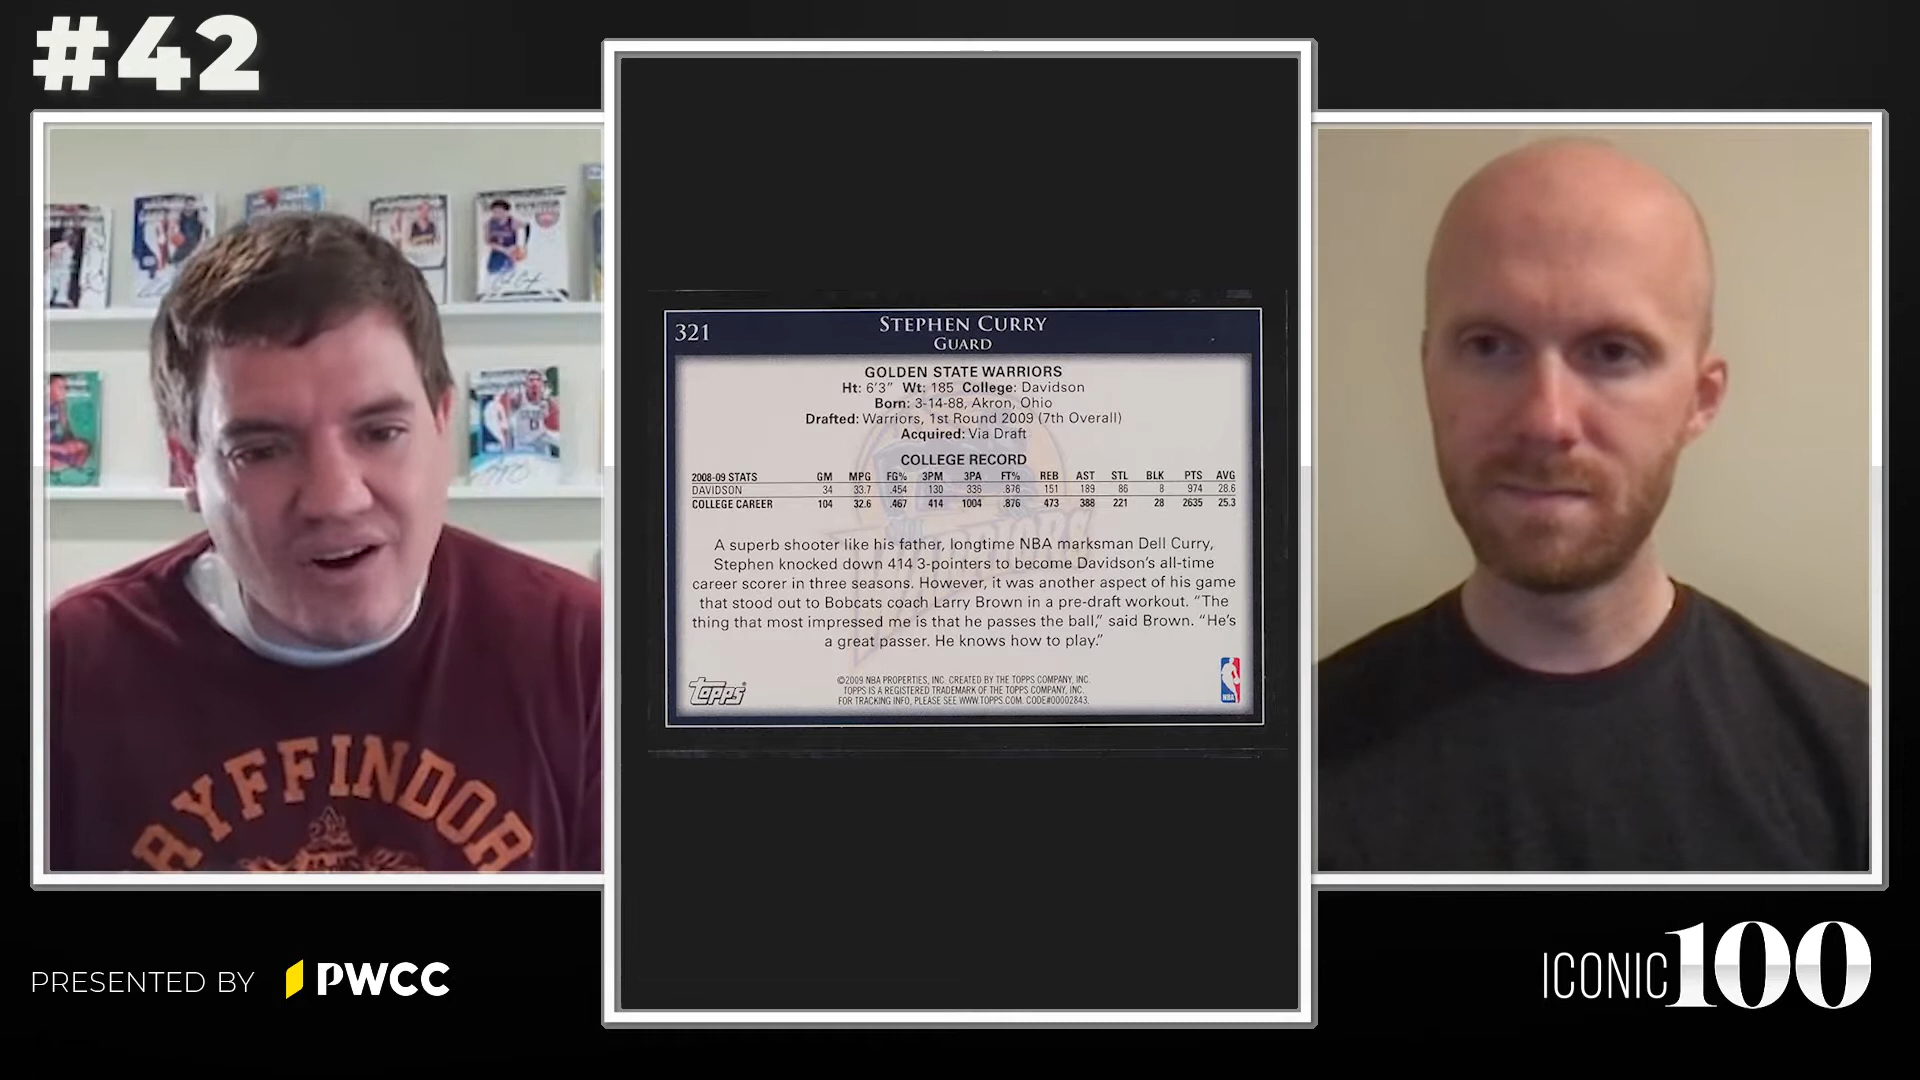 #42
321
STEPHEN CURRY
GUARD
GOLDEN STATE WARRIORS
Ht: 6'3" Wt: 185 College: Davidson
Born: 3-14-88, Akron, Ohio
Drafted: Warriors, 1st Round 2009 (7th Overall)
Acquired: Via Draft
COLLEGE RECORD
2008-09 STATS GM MPG FG% 3PM 3PA FT% REB AST STL BLK PTS AVG
DAVIDSON 34 33.7 .454 130 336 .876 151 189 86 8 974 28.6
COLLEGE CAREER 104 32.6 .467 414 1004 .876 473 388 221 28 2635 25.3
A superb shooter like his father, longtime NBA marksman Dell Curry,
Stephen knocked down 414 3-pointers to become Davidson's all-time
career scorer in three seasons. However, it was another aspect of his game
that stood out to Bobcats coach Larry Brown in a pre-draft workout. "The
thing that most impressed me is that he passes the ball," said Brown. "He's
a great passer. He knows how to play."
Topps®
©2009 NBA PROPERTIES, INC. CREATED BY THE TOPPS COMPANY, INC.
TOPPS IS A REGISTERED TRADEMARK OF THE TOPPS COMPANY, INC.
FOR TRACKING INFO, PLEASE SEE WWW.TOPPS.COM. CODE#00002843.
NBA
RYFFINDOR
PRESENTED BY PWCC
ICONIC100